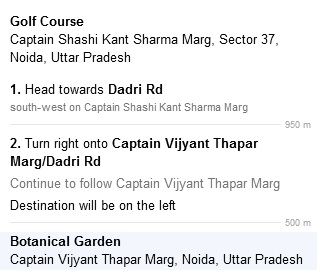 Golf Course
Captain Shashi Kant Sharma Marg, Sector 37,
Noida, Uttar Pradesh
1. Head towards Dadri Rd
south-west on Captain Shashi Kant Sharma Marg
950 m
2. Turn right onto Captain Vijyant Thapar
Marg/Dadri Rd
Continue to follow Captain Vijyant Thapar Marg
Destination will be on the left
500 m
Botanical Garden
Captain Vijyant Thapar Marg, Noida, Uttar Pradesh